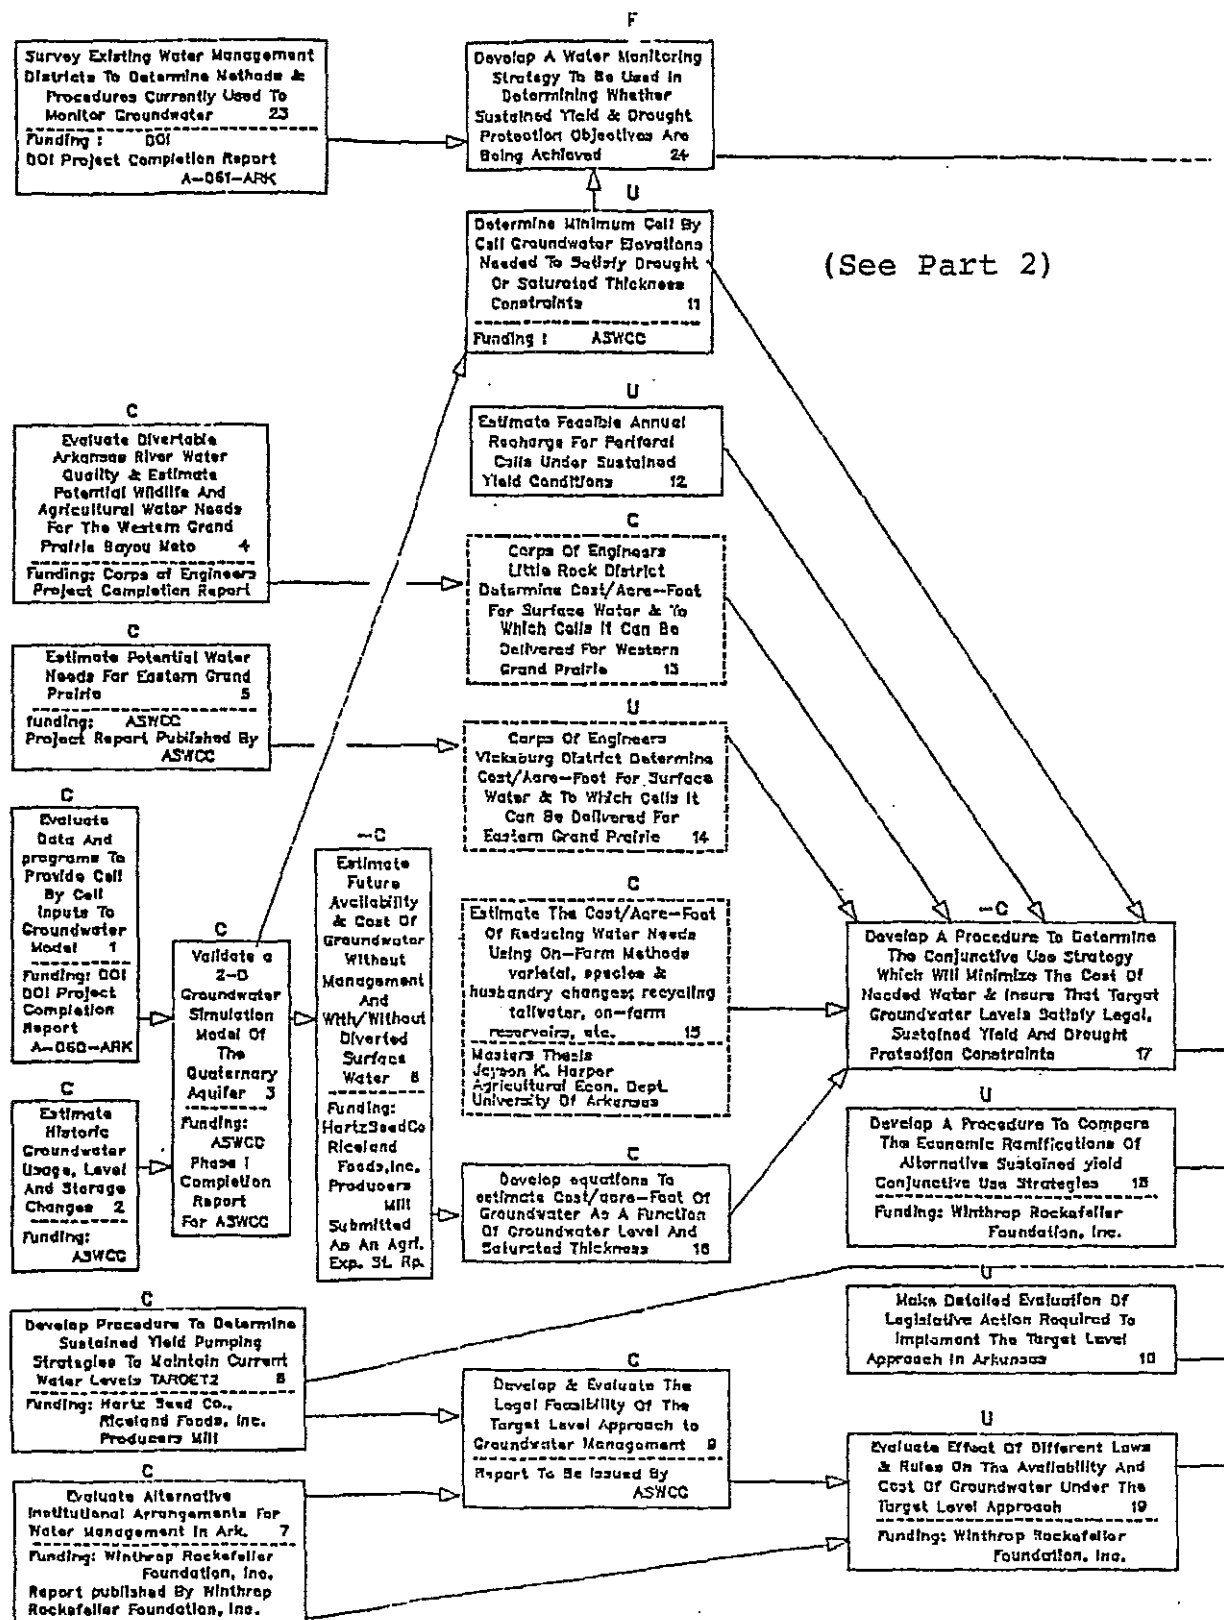 Survey Existing Water Management
Districts To Determine Methods &
Procedures Currently Used To
Monitor Groundwater 23
Funding : DOI
DOI Project Completion Report
A-061-ARK
F
Develop A Water Monitoring
Strategy To Be Used In
Determining Whether
Sustained Yield & Drought
Protection Objectives Are
Being Achieved 24
U
Determine Minimum Cell By
Cell Groundwater Elevations
Needed To Satisfy Drought
Or Saturated Thickness
Constraints 11
Funding : ASWCC
(See Part 2)
U
Estimate Feasible Annual
Recharge For Periferal
Cells Under Sustained
Yield Conditions 12
C
Evaluate Divertable
Arkansas River Water
Quality & Estimate
Potential Wildlife And
Agricultural Water Needs
For The Western Grand
Prairie Bayou Meto 4
Funding: Corps of Engineers
Project Completion Report
C
Corps Of Engineers
Little Rock District
Determine Cost/Acre-Foot
For Surface Water & To
Which Cells It Can Be
Delivered For Western
Grand Prairie 13
C
Estimate Potential Water
Needs For Eastern Grand
Prairie 5
funding: ASWCC
Project Report Published By
ASWCC
U
Corps Of Engineers
Vicksburg District Determine
Cost/Acre-Foot For Surface
Water & To Which Cells It
Can Be Delivered For
Eastern Grand Prairie 14
C
Evaluate
Data And
programs To
Provide Cell
By Cell
Inputs To
Groundwater
Model 1
Funding: DOI
DOI Project
Completion
Report
A-060-ARK
C
Estimate
Historic
Groundwater
Usage, Level
And Storage
Changes 2
Funding:
ASWCC
C
Validate a
2-D
Groundwater
Simulation
Model Of
The
Quaternary
Aquifer 3
Funding:
ASWCC
Phase I
Completion
Report
For ASWCC
-C
Estimate
Future
Availability
& Cost Of
Groundwater
Without
Management
And
With/Without
Diverted
Surface
Water 6
Funding:
HartzSeedCo
Riceland
Foods,Inc.
Producers
Mill
Submitted
As An Agri.
Exp. St. Rp.
C
Estimate The Cost/Acre-Foot
Of Reducing Water Needs
Using On-Farm Methods
varietal, species &
husbandry changes; recycling
tailwater, on-farm
reservoirs, etc. 15
Masters Thesis
Jayson K. Harper
Agricultural Econ. Dept.
University Of Arkansas
C
Develop equations To
estimate Cost/acre-Foot Of
Groundwater As A Function
Of Groundwater Level And
Saturated Thickness 16
-C
Develop A Procedure To Determine
The Conjunctive Use Strategy
Which Will Minimize The Cost Of
Needed Water & Insure That Target
Groundwater Levels Satisfy Legal,
Sustained Yield And Drought
Protection Constraints 17
U
Develop A Procedure To Compare
The Economic Ramifications Of
Alternative Sustained yield
Conjunctive Use Strategies 18
Funding: Winthrop Rockefeller
Foundation, Inc.
U
Make Detailed Evaluation Of
Legislative Action Required To
Implement The Target Level
Approach In Arkansas 10
C
Develop Procedure To Determine
Sustained Yield Pumping
Strategies To Maintain Current
Water Levels TARGET2 8
Funding: Hartz Seed Co.,
Riceland Foods, Inc.
Producers Mill
C
Develop & Evaluate The
Legal Feasibility Of The
Target Level Approach to
Groundwater Management 9
Report To Be Issued By
ASWCC
U
Evaluate Effect Of Different Laws
& Rules On The Availability And
Cost Of Groundwater Under The
Target Level Approach 19
Funding: Winthrop Rockefeller
Foundation, Inc.
C
Evaluate Alternative
Institutional Arrangements For
Water Management In Ark. 7
Funding: Winthrop Rockefeller
Foundation, Inc.
Report published By Winthrop
Rockefeller Foundation, Inc.